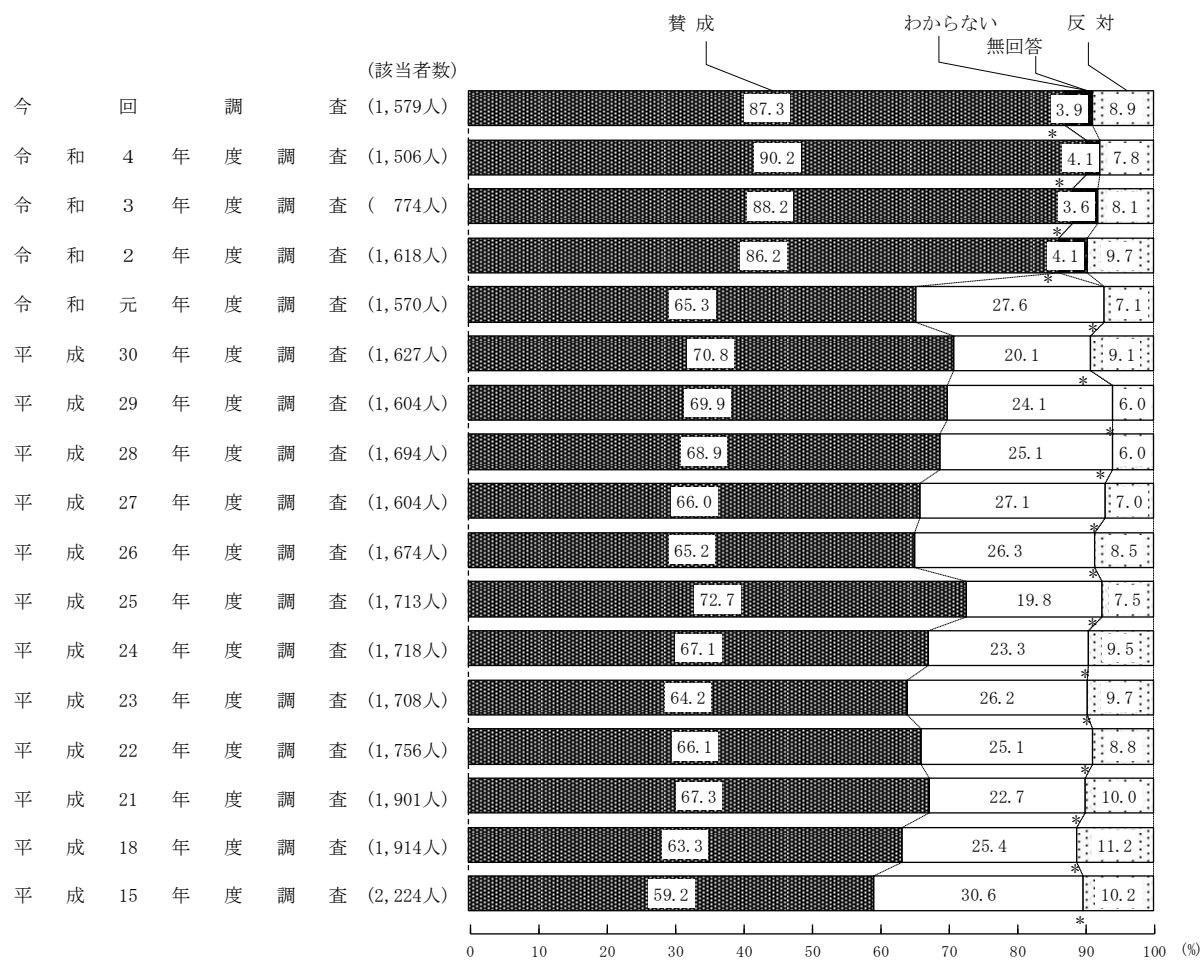 賛 成
わからない
反 対
無回答
(該当者数)
今回調査 (1,579人) 87.3 3.9 8.9
*
令和4年度調査 (1,506人) 90.2 4.1 7.8
*
令和3年度調査 ( 774人) 88.2 3.6 8.1
*
令和2年度調査 (1,618人) 86.2 4.1 9.7
*
令和元年度調査 (1,570人) 65.3 27.6 7.1
*
平成30年度調査 (1,627人) 70.8 20.1 9.1
*
平成29年度調査 (1,604人) 69.9 24.1 6.0
*
平成28年度調査 (1,694人) 68.9 25.1 6.0
*
平成27年度調査 (1,604人) 66.0 27.1 7.0
*
平成26年度調査 (1,674人) 65.2 26.3 8.5
*
平成25年度調査 (1,713人) 72.7 19.8 7.5
*
平成24年度調査 (1,718人) 67.1 23.3 9.5
*
平成23年度調査 (1,708人) 64.2 26.2 9.7
*
平成22年度調査 (1,756人) 66.1 25.1 8.8
*
平成21年度調査 (1,901人) 67.3 22.7 10.0
*
平成18年度調査 (1,914人) 63.3 25.4 11.2
*
平成15年度調査 (2,224人) 59.2 30.6 10.2
*
0 10 20 30 40 50 60 70 80 90 100 (%)